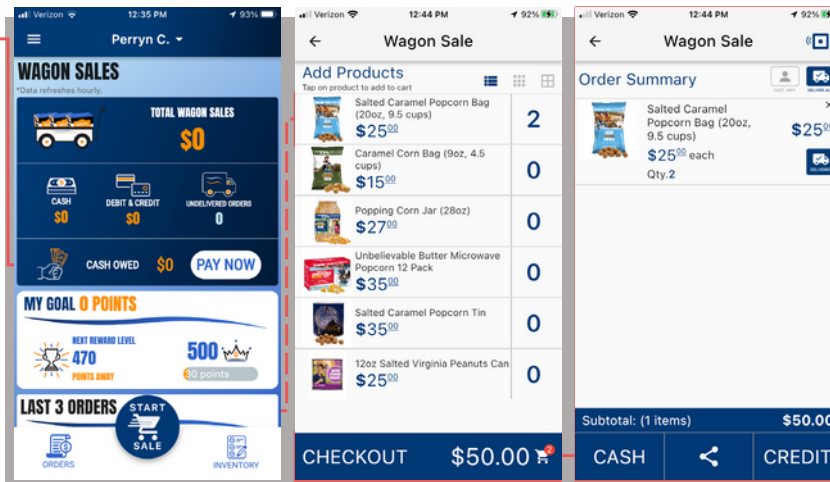 Verizon 12:35 PM 93%
Perryn C.
WAGON SALES
*Data refreshes hourly.
TOTAL WAGON SALES
$0
CASH
$0
DEBIT & CREDIT
$0
UNDELIVERED ORDERS
0
CASH OWED $0 PAY NOW
MY GOAL 0 POINTS
NEXT REWARD LEVEL
470
POINTS AWAY
500
30 points
LAST 3 ORDERS
START
SALE
ORDERS
INVENTORY
Verizon 12:44 PM 92%
Wagon Sale
Add Products
Tap on product to add to cart
Salted Caramel Popcorn Bag
(20oz, 9.5 cups)
$25.00
2
Caramel Corn Bag (9oz, 4.5
cups)
$15.00
0
Popping Corn Jar (28oz)
$27.00
0
Unbelievable Butter Microwave
Popcorn 12 Pack
$35.00
0
Salted Caramel Popcorn Tin
$35.00
0
12oz Salted Virginia Peanuts Can
$25.00
0
CHECKOUT $50.00 2
Verizon 12:44 PM 92%
Wagon Sale
Order Summary
Salted Caramel
Popcorn Bag (20oz,
9.5 cups)
$25.00 each
Qty.2
Subtotal: (1 items) $50.00
CASH CREDIT